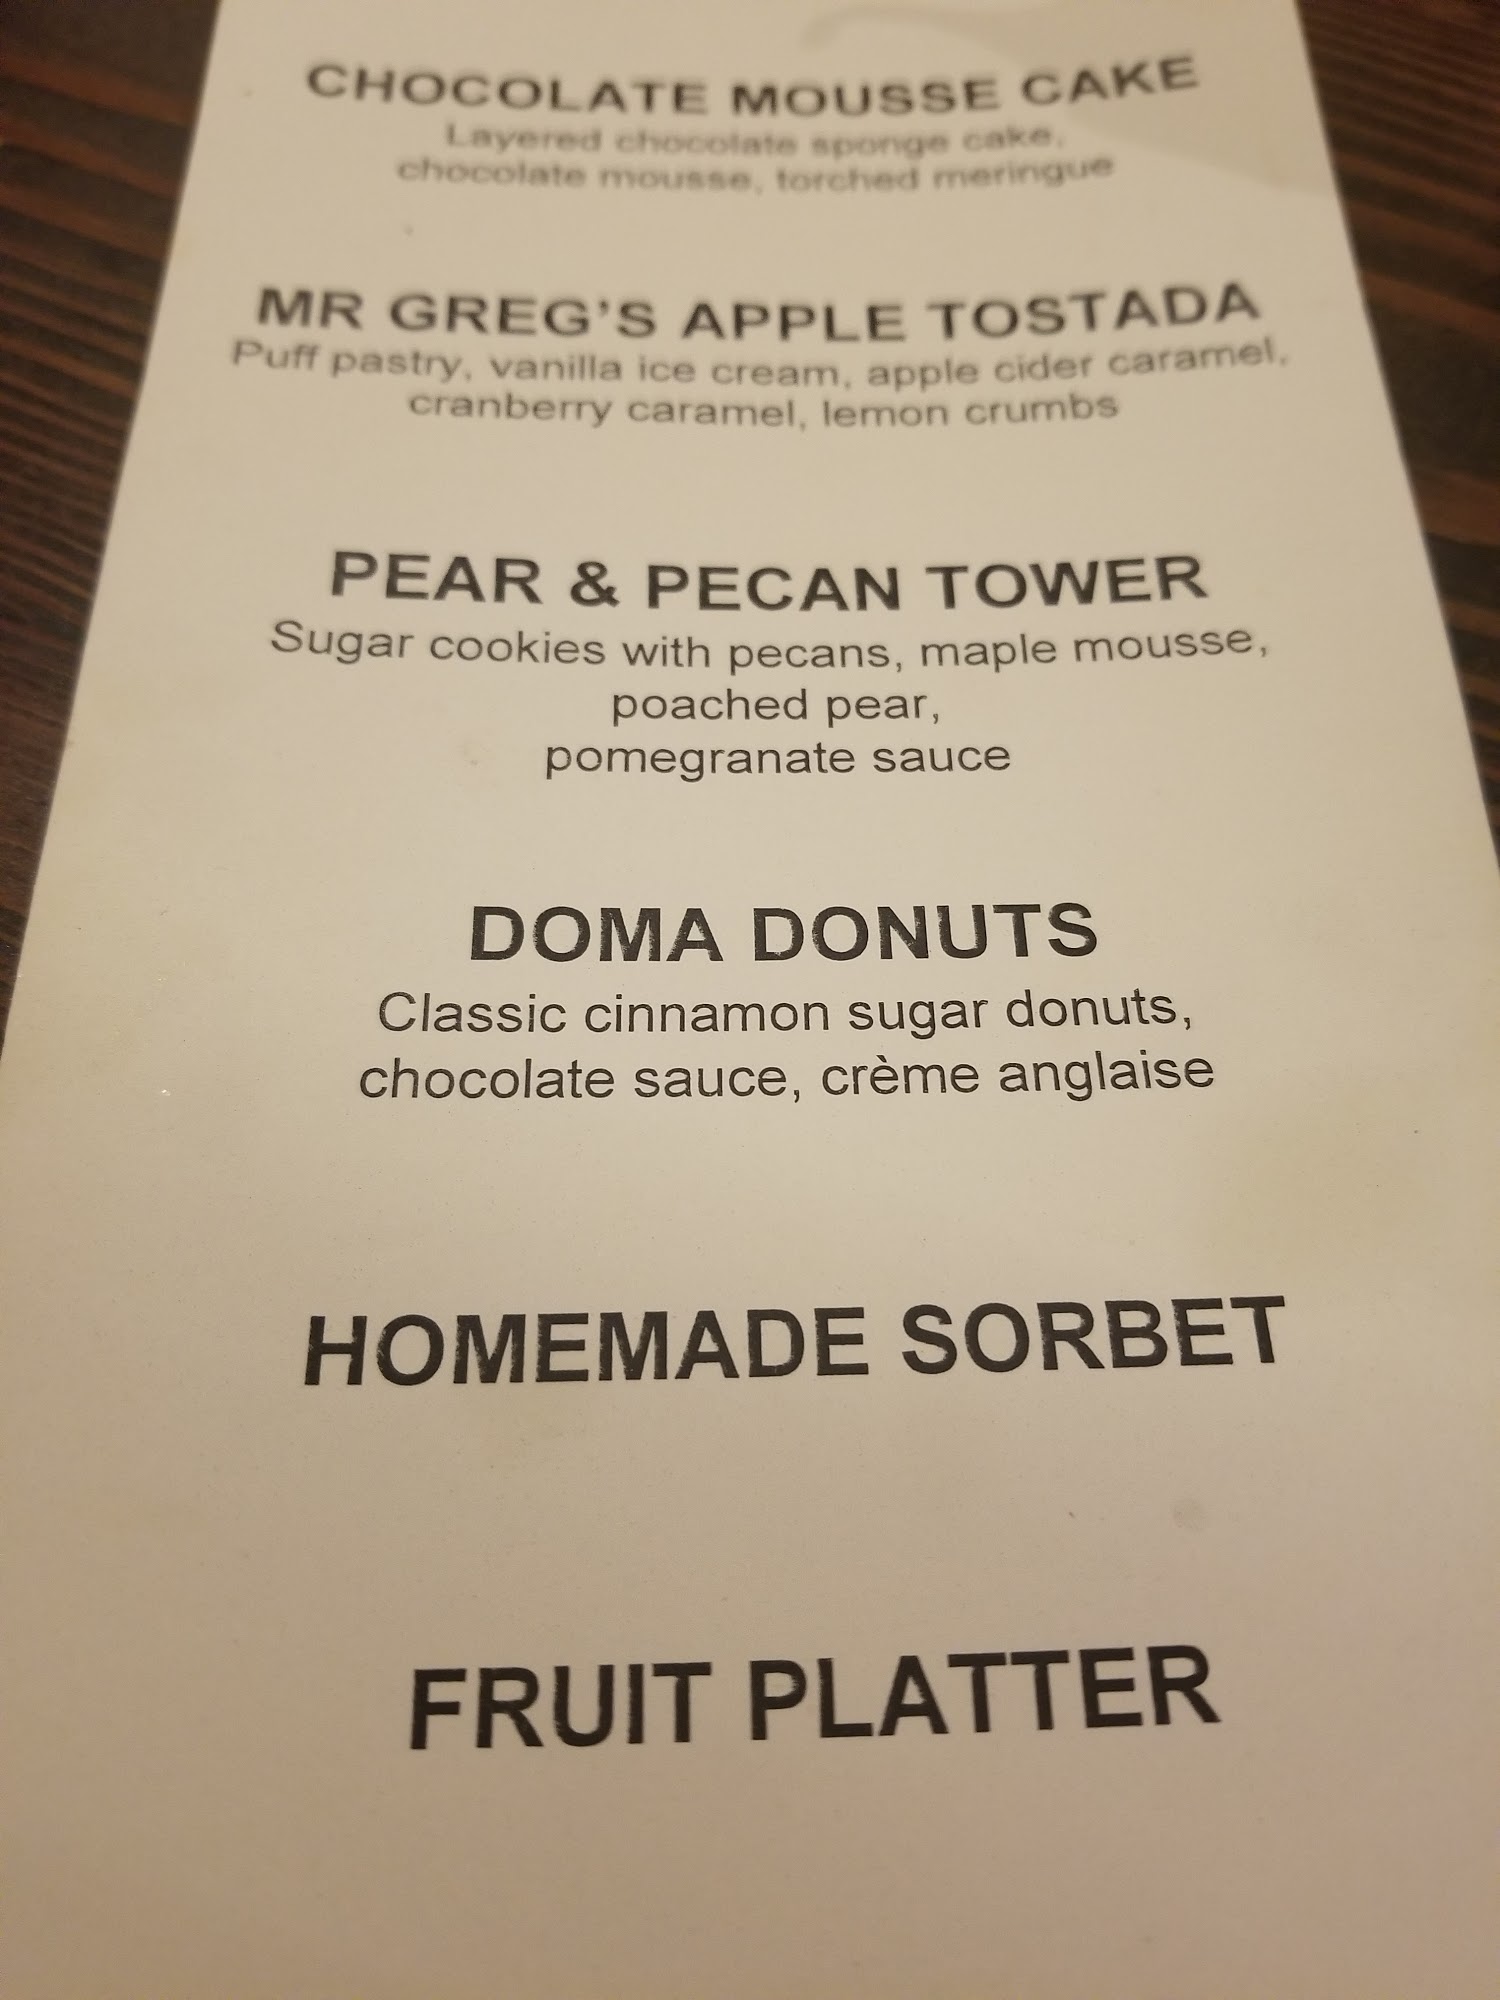 CHOCOLATE MOUSSE CAKE
Layered chocolate sponge cake,
chocolate mousse, torched meringue
MR GREG'S APPLE TOSTADA
Puff pastry, vanilla ice cream, apple cider caramel,
cranberry caramel, lemon crumbs
PEAR & PECAN TOWER
Sugar cookies with pecans, maple mousse,
poached pear,
pomegranate sauce
DOMA DONUTS
Classic cinnamon sugar donuts,
chocolate sauce, crème anglaise
HOMEMADE SORBET
FRUIT PLATTER